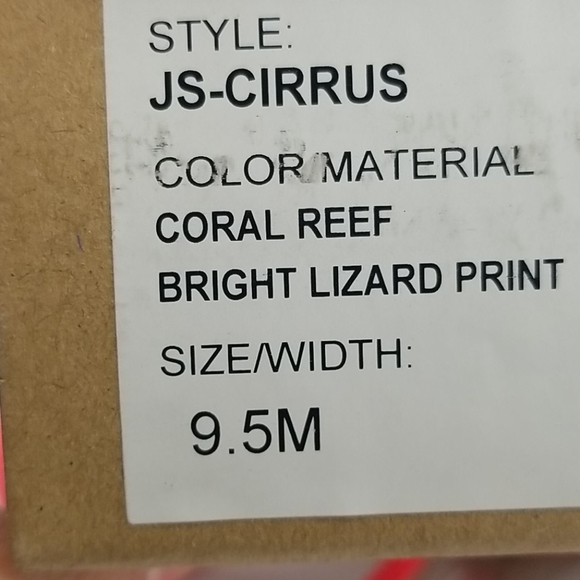 STYLE:
JS-CIRRUS
COLOR/MATERIAL
CORAL REEF
BRIGHT LIZARD PRINT
SIZE/WIDTH:
9.5M